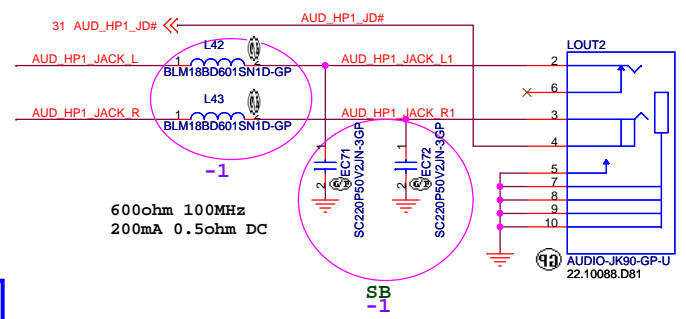 31 AUD_HP1_JD#
AUD_HP1_JD#
LOUT2
L42
AUD_HP1_JACK_L
1
2
BLM18BD601SN1D-GP
AUD_HP1_JACK_L1
2
6
L43
AUD_HP1_JACK_R
1
2
BLM18BD601SN1D-GP
AUD_HP1_JACK_R1
3
4
-1
1
2
EC71
SC220P50V2JN-3GP
1
2
EC72
SC220P50V2JN-3GP
5
7
8
9
10
600ohm 100MHz
200mA 0.5ohm DC
AUDIO-JK90-GP-U
22.10088.D81
SB
-1